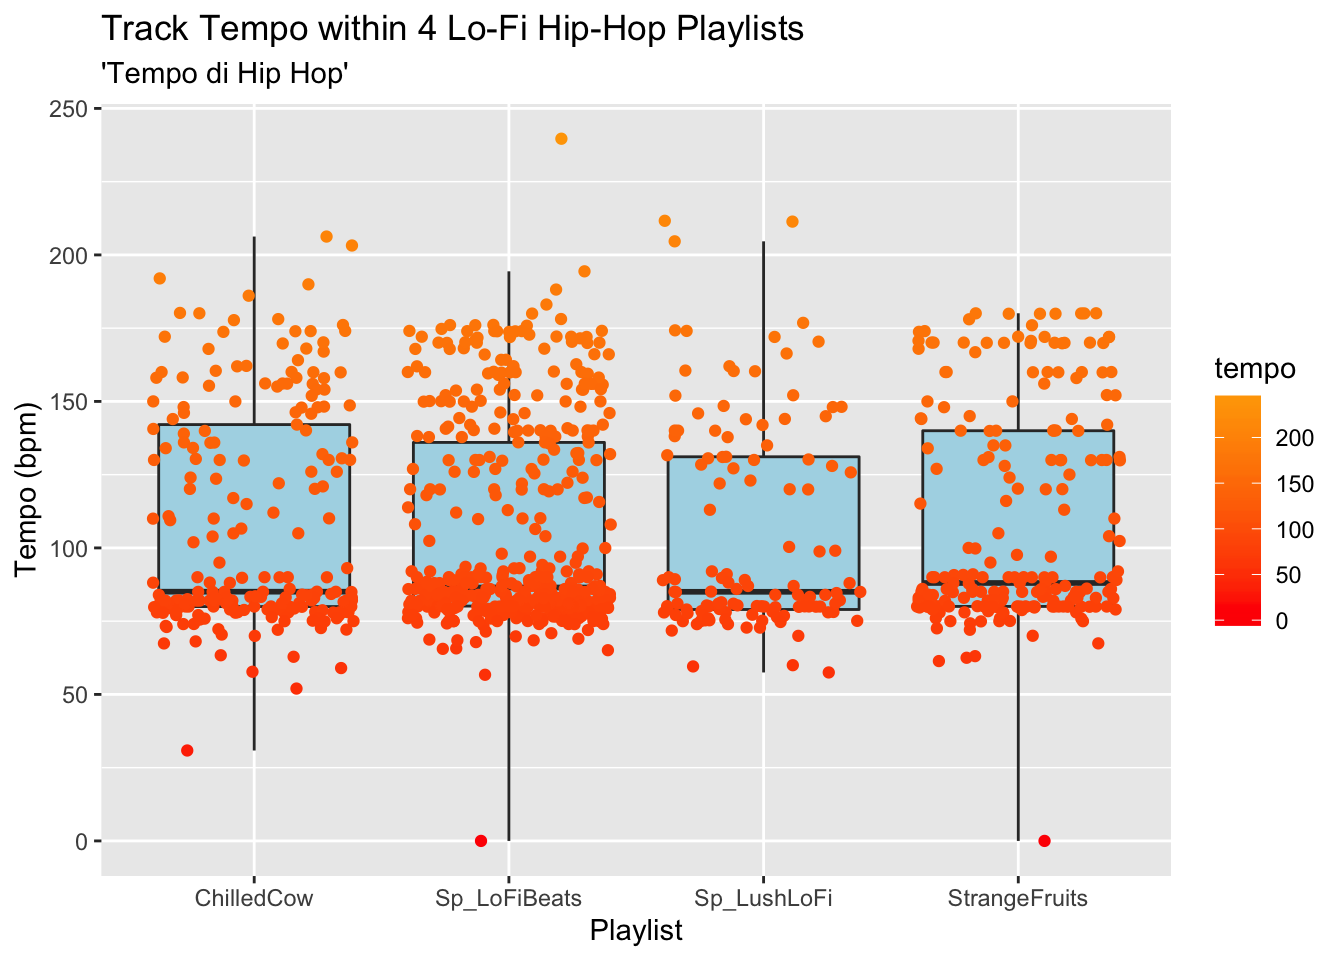 Track Tempo within 4 Lo-Fi Hip-Hop Playlists
'Tempo di Hip Hop'
250
200
150
100
50
0
Tempo (bpm)
ChilledCow
Sp_LoFiBeats
Sp_LushLoFi
StrangeFruits
Playlist
tempo
200
150
100
50
0